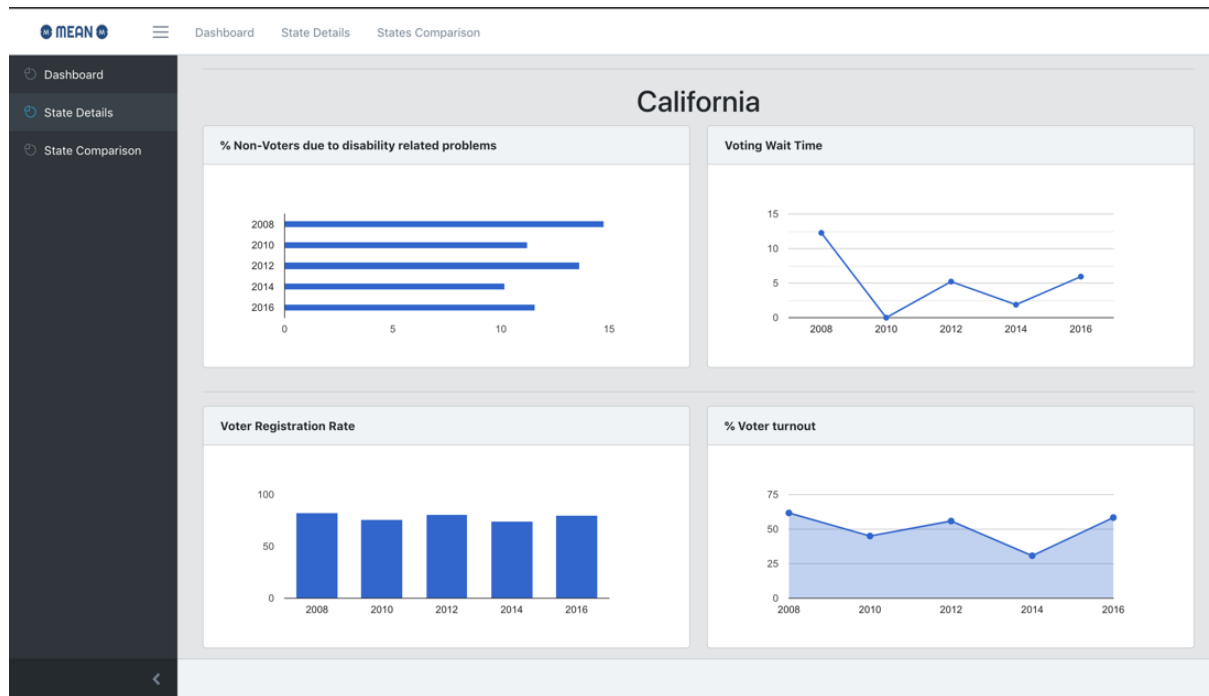 MEAN
Dashboard State Details States Comparison
Dashboard
State Details
State Comparison
California
% Non-Voters due to disability related problems
2008
2010
2012
2014
2016
0 5 10 15
Voting Wait Time
15
10
5
0
2008 2010 2012 2014 2016
Voter Registration Rate
100
50
0
2008 2010 2012 2014 2016
% Voter turnout
75
50
25
0
2008 2010 2012 2014 2016